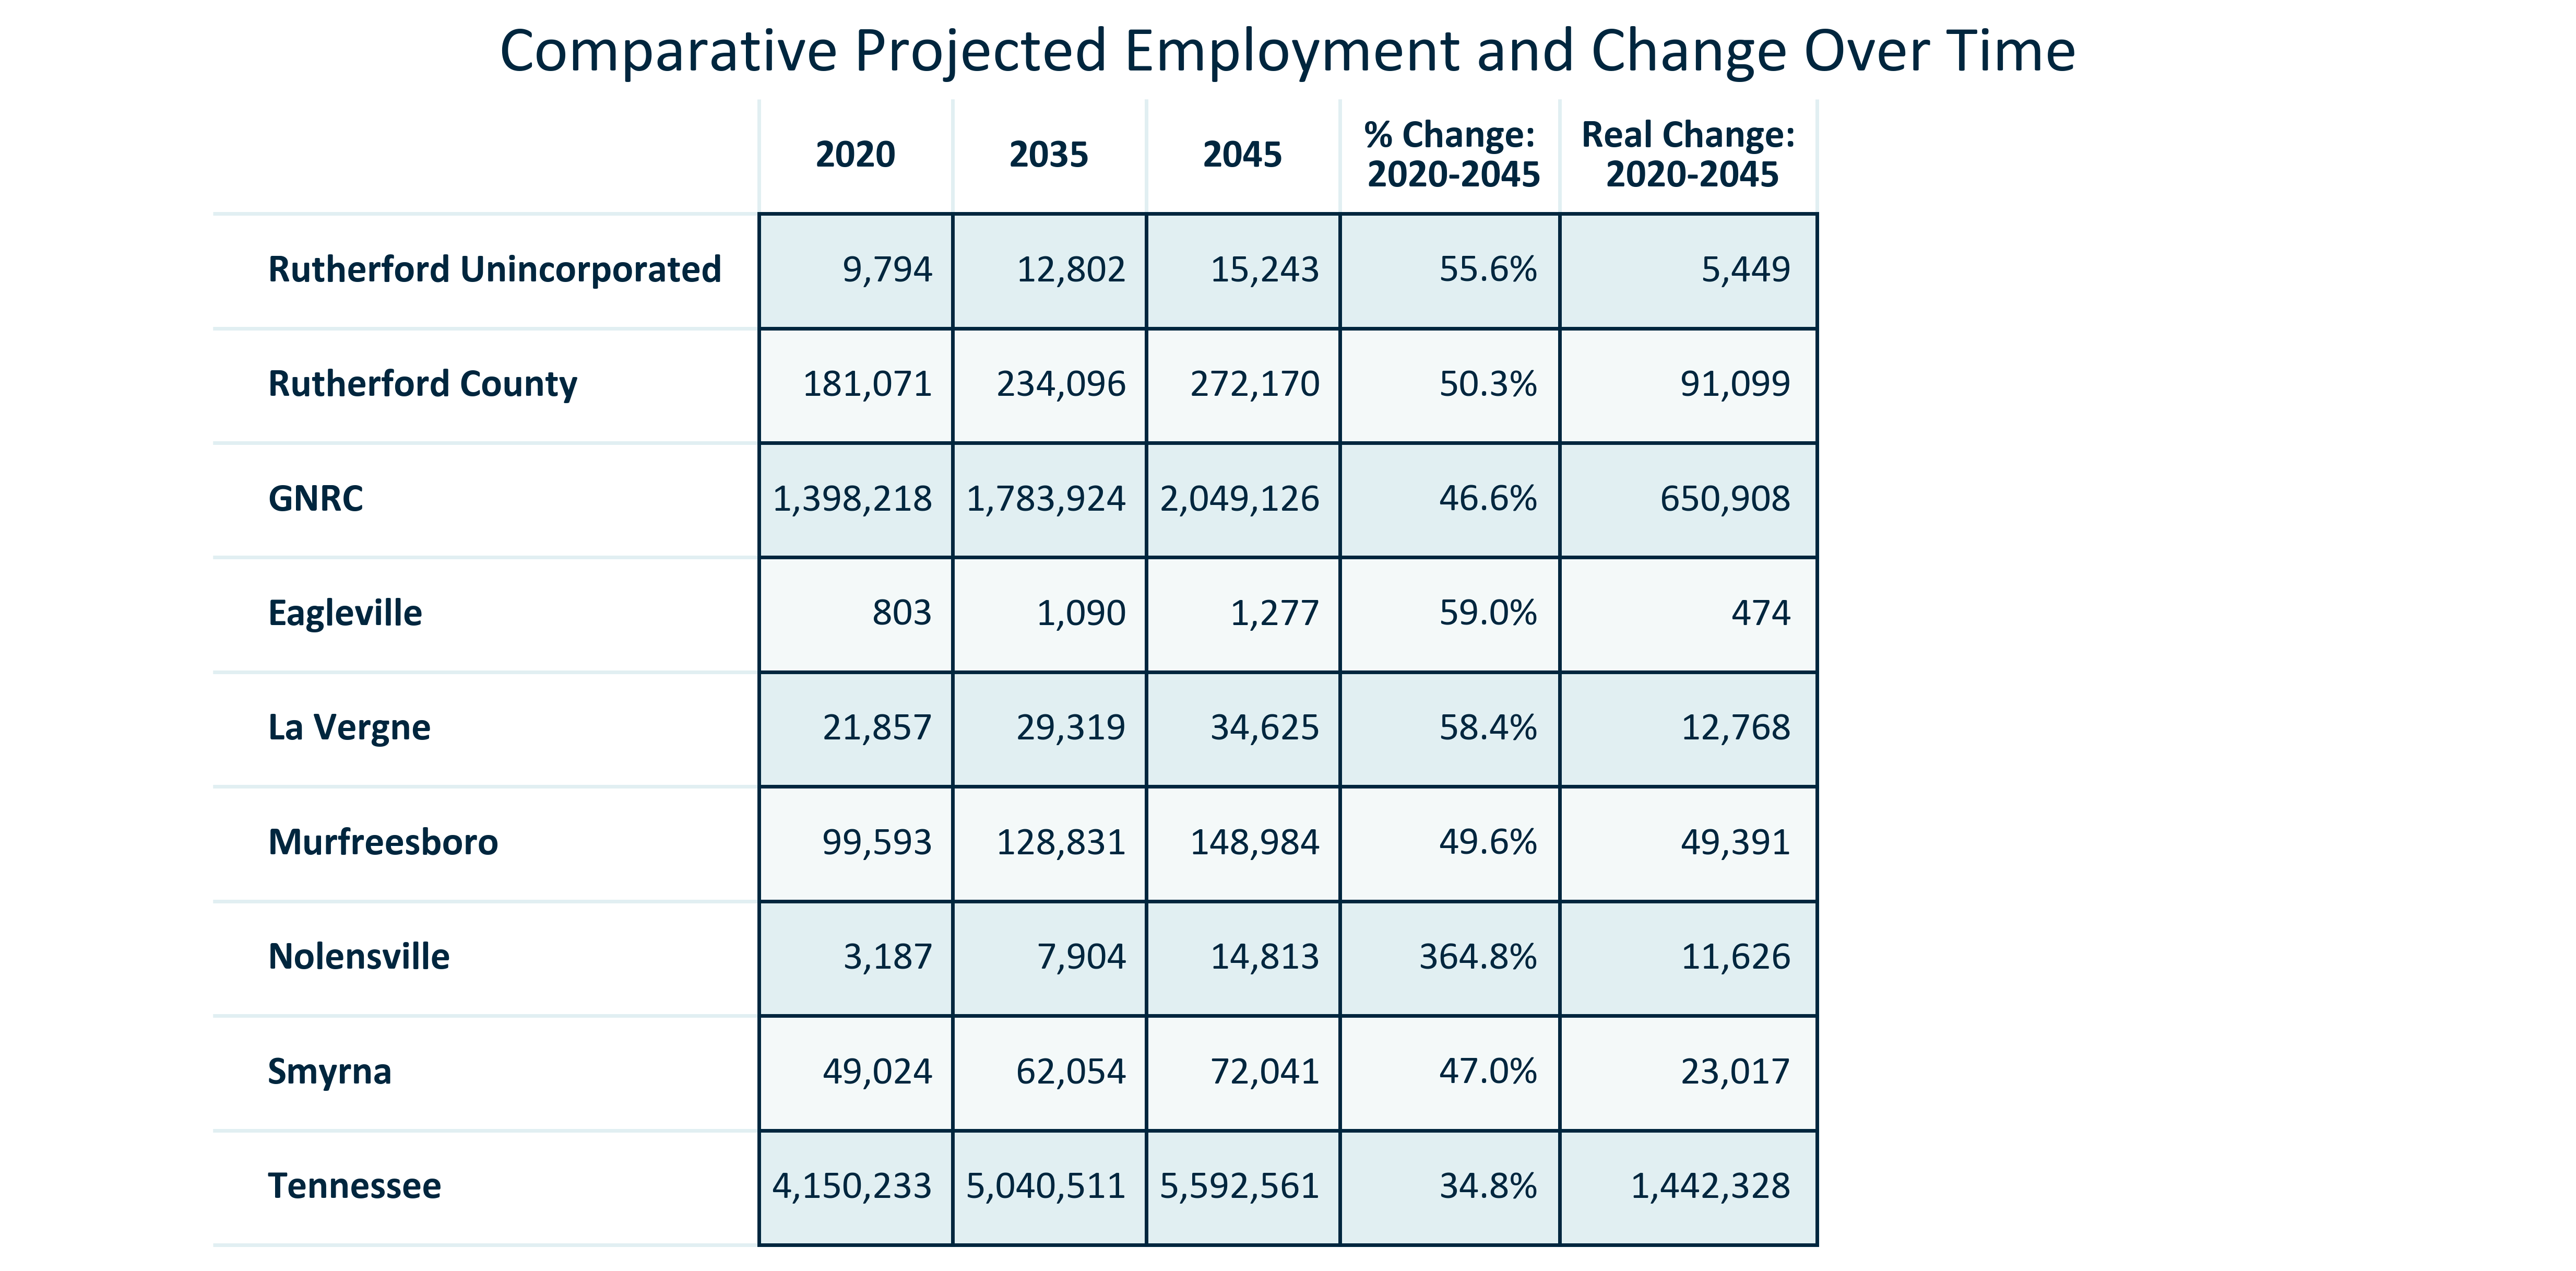 Comparative Projected Employment and Change Over Time
2020 2035 2045 % Change: 2020-2045 Real Change: 2020-2045
Rutherford Unincorporated 9,794 12,802 15,243 55.6% 5,449
Rutherford County 181,071 234,096 272,170 50.3% 91,099
GNRC 1,398,218 1,783,924 2,049,126 46.6% 650,908
Eagleville 803 1,090 1,277 59.0% 474
La Vergne 21,857 29,319 34,625 58.4% 12,768
Murfreesboro 99,593 128,831 148,984 49.6% 49,391
Nolensville 3,187 7,904 14,813 364.8% 11,626
Smyrna 49,024 62,054 72,041 47.0% 23,017
Tennessee 4,150,233 5,040,511 5,592,561 34.8% 1,442,328